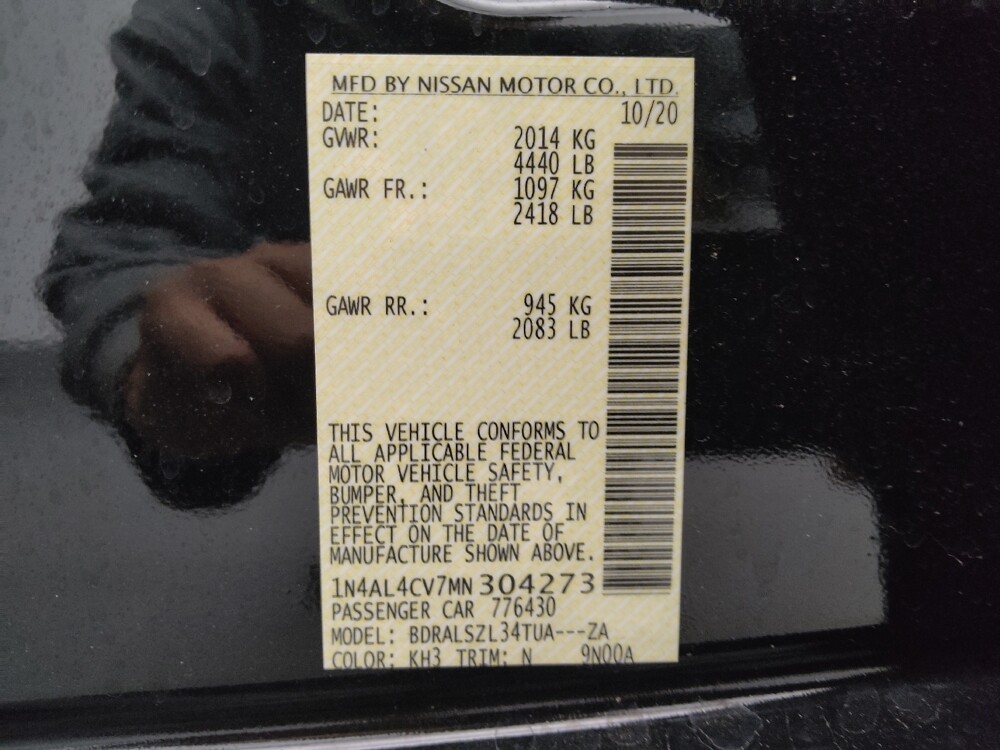 MFD BY NISSAN MOTOR CO., LTD.
DATE: 10/20
GVWR: 2014 KG
4440 LB
GAWR FR.: 1097 KG
2418 LB
GAWR RR.: 945 KG
2083 LB
THIS VEHICLE CONFORMS TO
ALL APPLICABLE FEDERAL
MOTOR VEHICLE SAFETY,
BUMPER, AND THEFT
PREVENTION STANDARDS IN
EFFECT ON THE DATE OF
MANUFACTURE SHOWN ABOVE.
1N4AL4CV7MN304273
PASSENGER CAR 776430
MODEL: BDRALSZL34TUA---ZA
COLOR: KH3 TRIM: N 9N00A